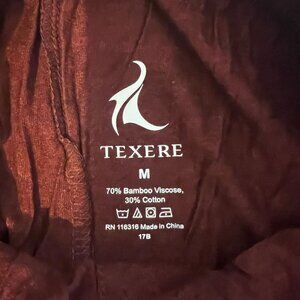 TEXERE
M
70% Bamboo Viscose,
30% Cotton
RN 116316 Made in China
17B